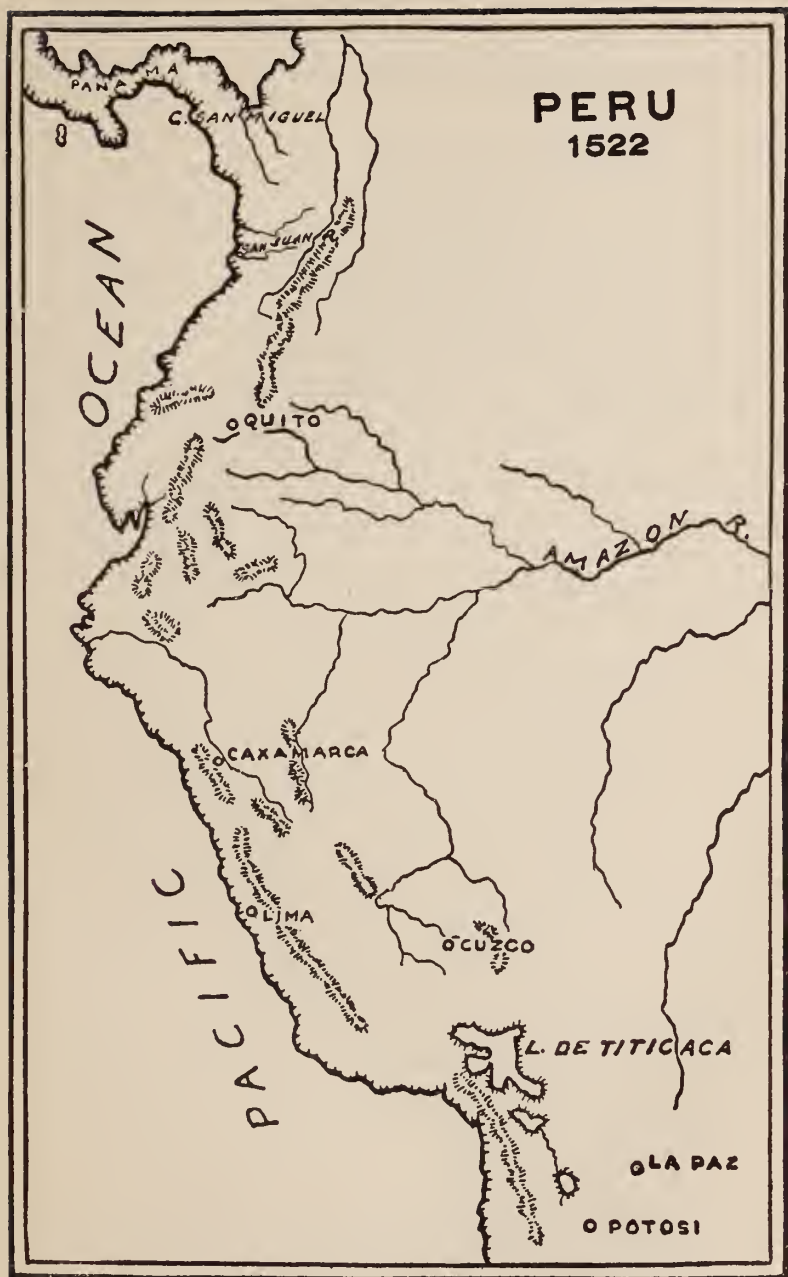 PERU
1522
PANAMA
C. SAN MIGUEL
SAN JUAN R.
OCEAN
QUITO
AMAZON R.
CAXAMARCA
PACIFIC
LIMA
CUZCO
L. DE TITICACA
LA PAZ
POTOSI